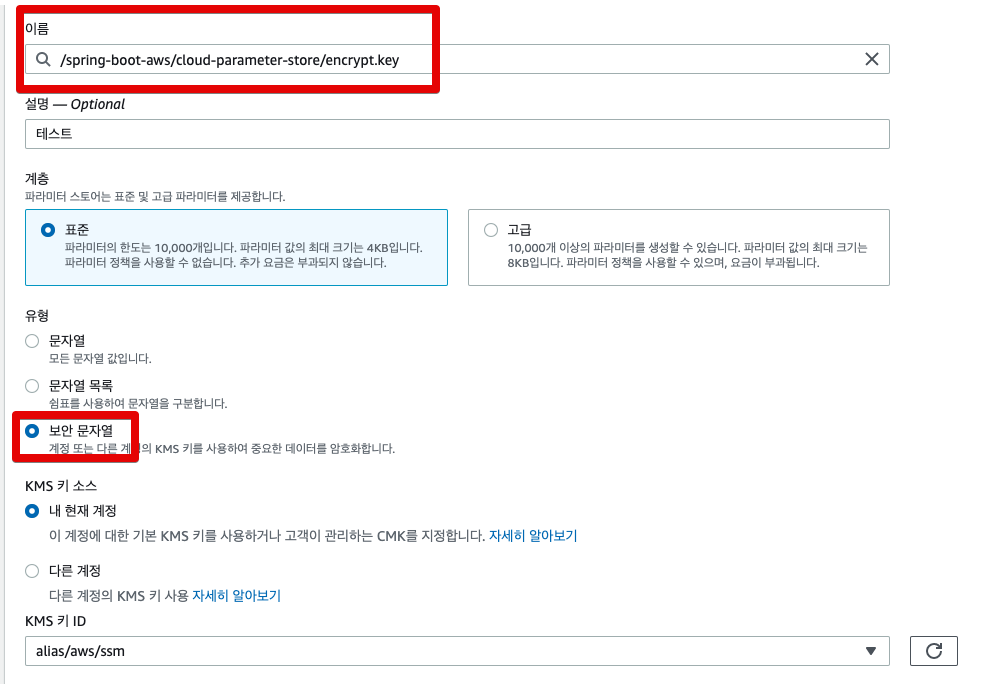 이름
/spring-boot-aws/cloud-parameter-store/encrypt.key
설명 — Optional
테스트
계층
파라미터 스토어는 표준 및 고급 파라미터를 제공합니다.
표준
파라미터의 한도는 10,000개입니다. 파라미터 값의 최대 크기는 4KB입니다.
파라미터 정책을 사용할 수 없습니다. 추가 요금은 부과되지 않습니다.
고급
10,000개 이상의 파라미터를 생성할 수 있습니다. 파라미터 값의 최대 크기는
8KB입니다. 파라미터 정책을 사용할 수 있으며, 요금이 부과됩니다.
유형
문자열
모든 문자열 값입니다.
문자열 목록
쉼표를 사용하여 문자열을 구분합니다.
보안 문자열
계정 또는 다른 계정의 KMS 키를 사용하여 중요한 데이터를 암호화합니다.
KMS 키 소스
내 현재 계정
이 계정에 대한 기본 KMS 키를 사용하거나 고객이 관리하는 CMK를 지정합니다. 자세히 알아보기
다른 계정
다른 계정의 KMS 키 사용 자세히 알아보기
KMS 키 ID
alias/aws/ssm